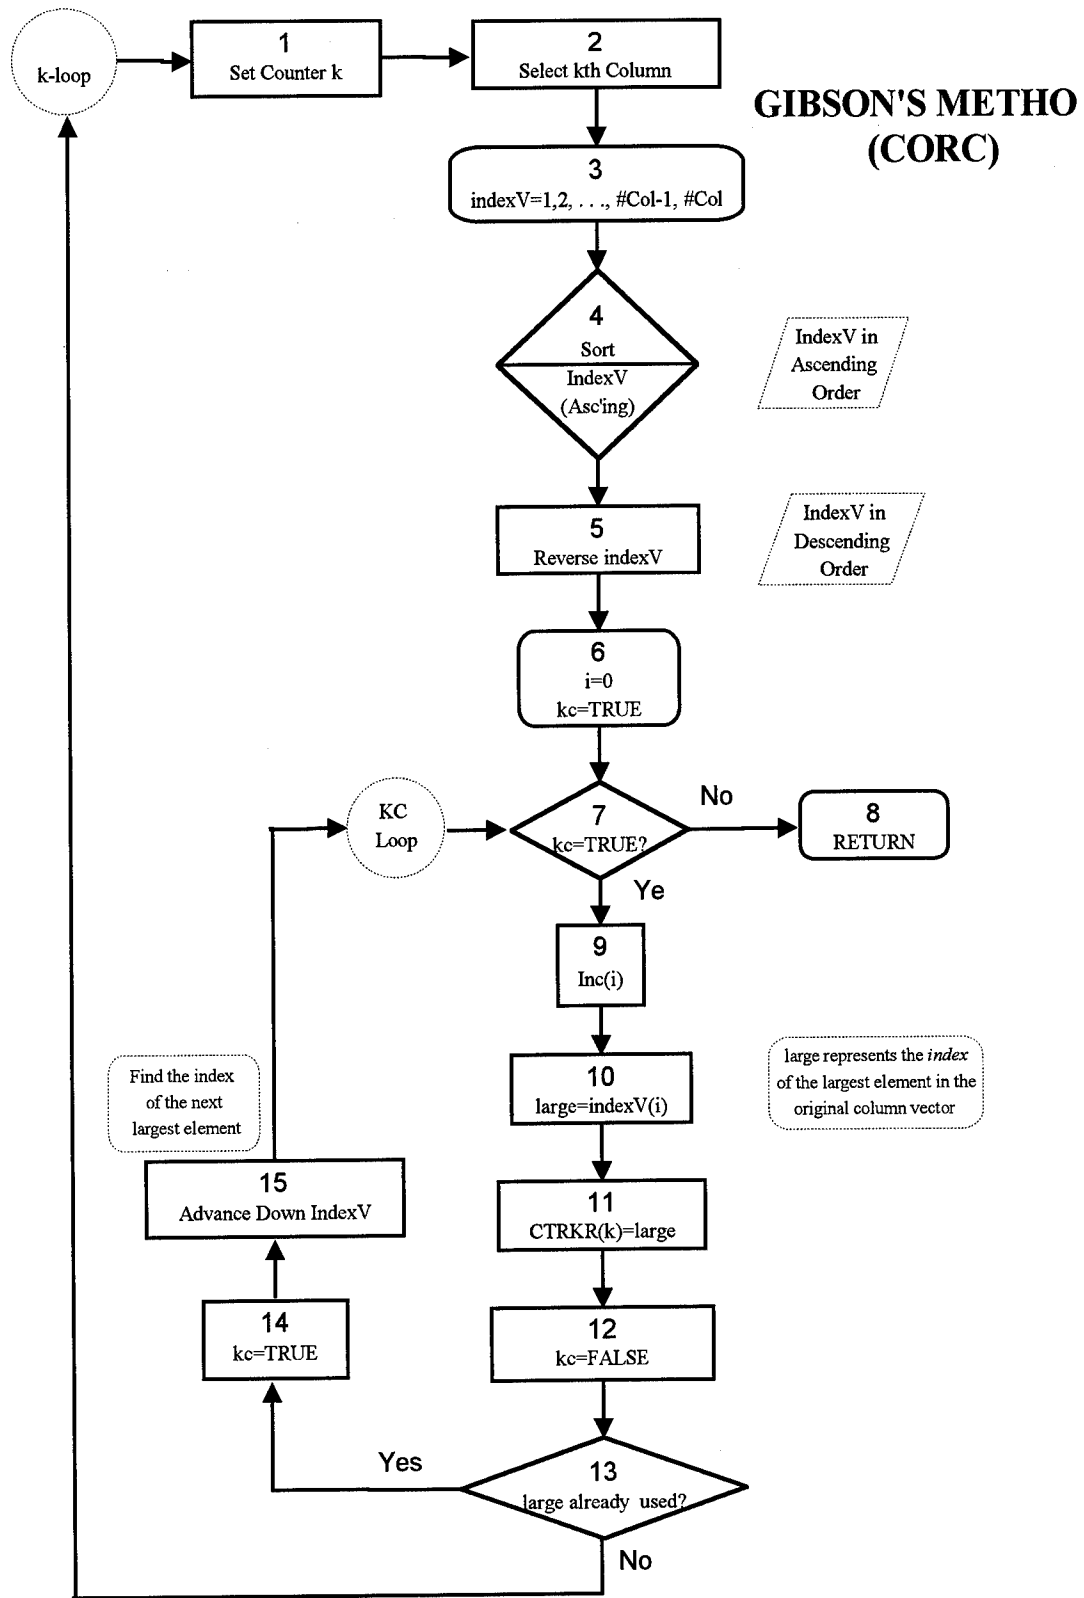 k-loop
1
Set Counter k
2
Select kth Column
GIBSON'S METHO
(CORC)
3
indexV=1,2, . . ., #Col-1, #Col
4
Sort
IndexV
(Asc'ing)
IndexV in
Ascending
Order
5
Reverse indexV
IndexV in
Descending
Order
6
i=0
kc=TRUE
KC
Loop
7
kc=TRUE?
No
8
RETURN
Ye
9
Inc(i)
10
large=indexV(i)
large represents the index
of the largest element in the
original column vector
Find the index
of the next
largest element
15
Advance Down IndexV
11
CTRKR(k)=large
14
kc=TRUE
12
kc=FALSE
Yes
13
large already used?
No